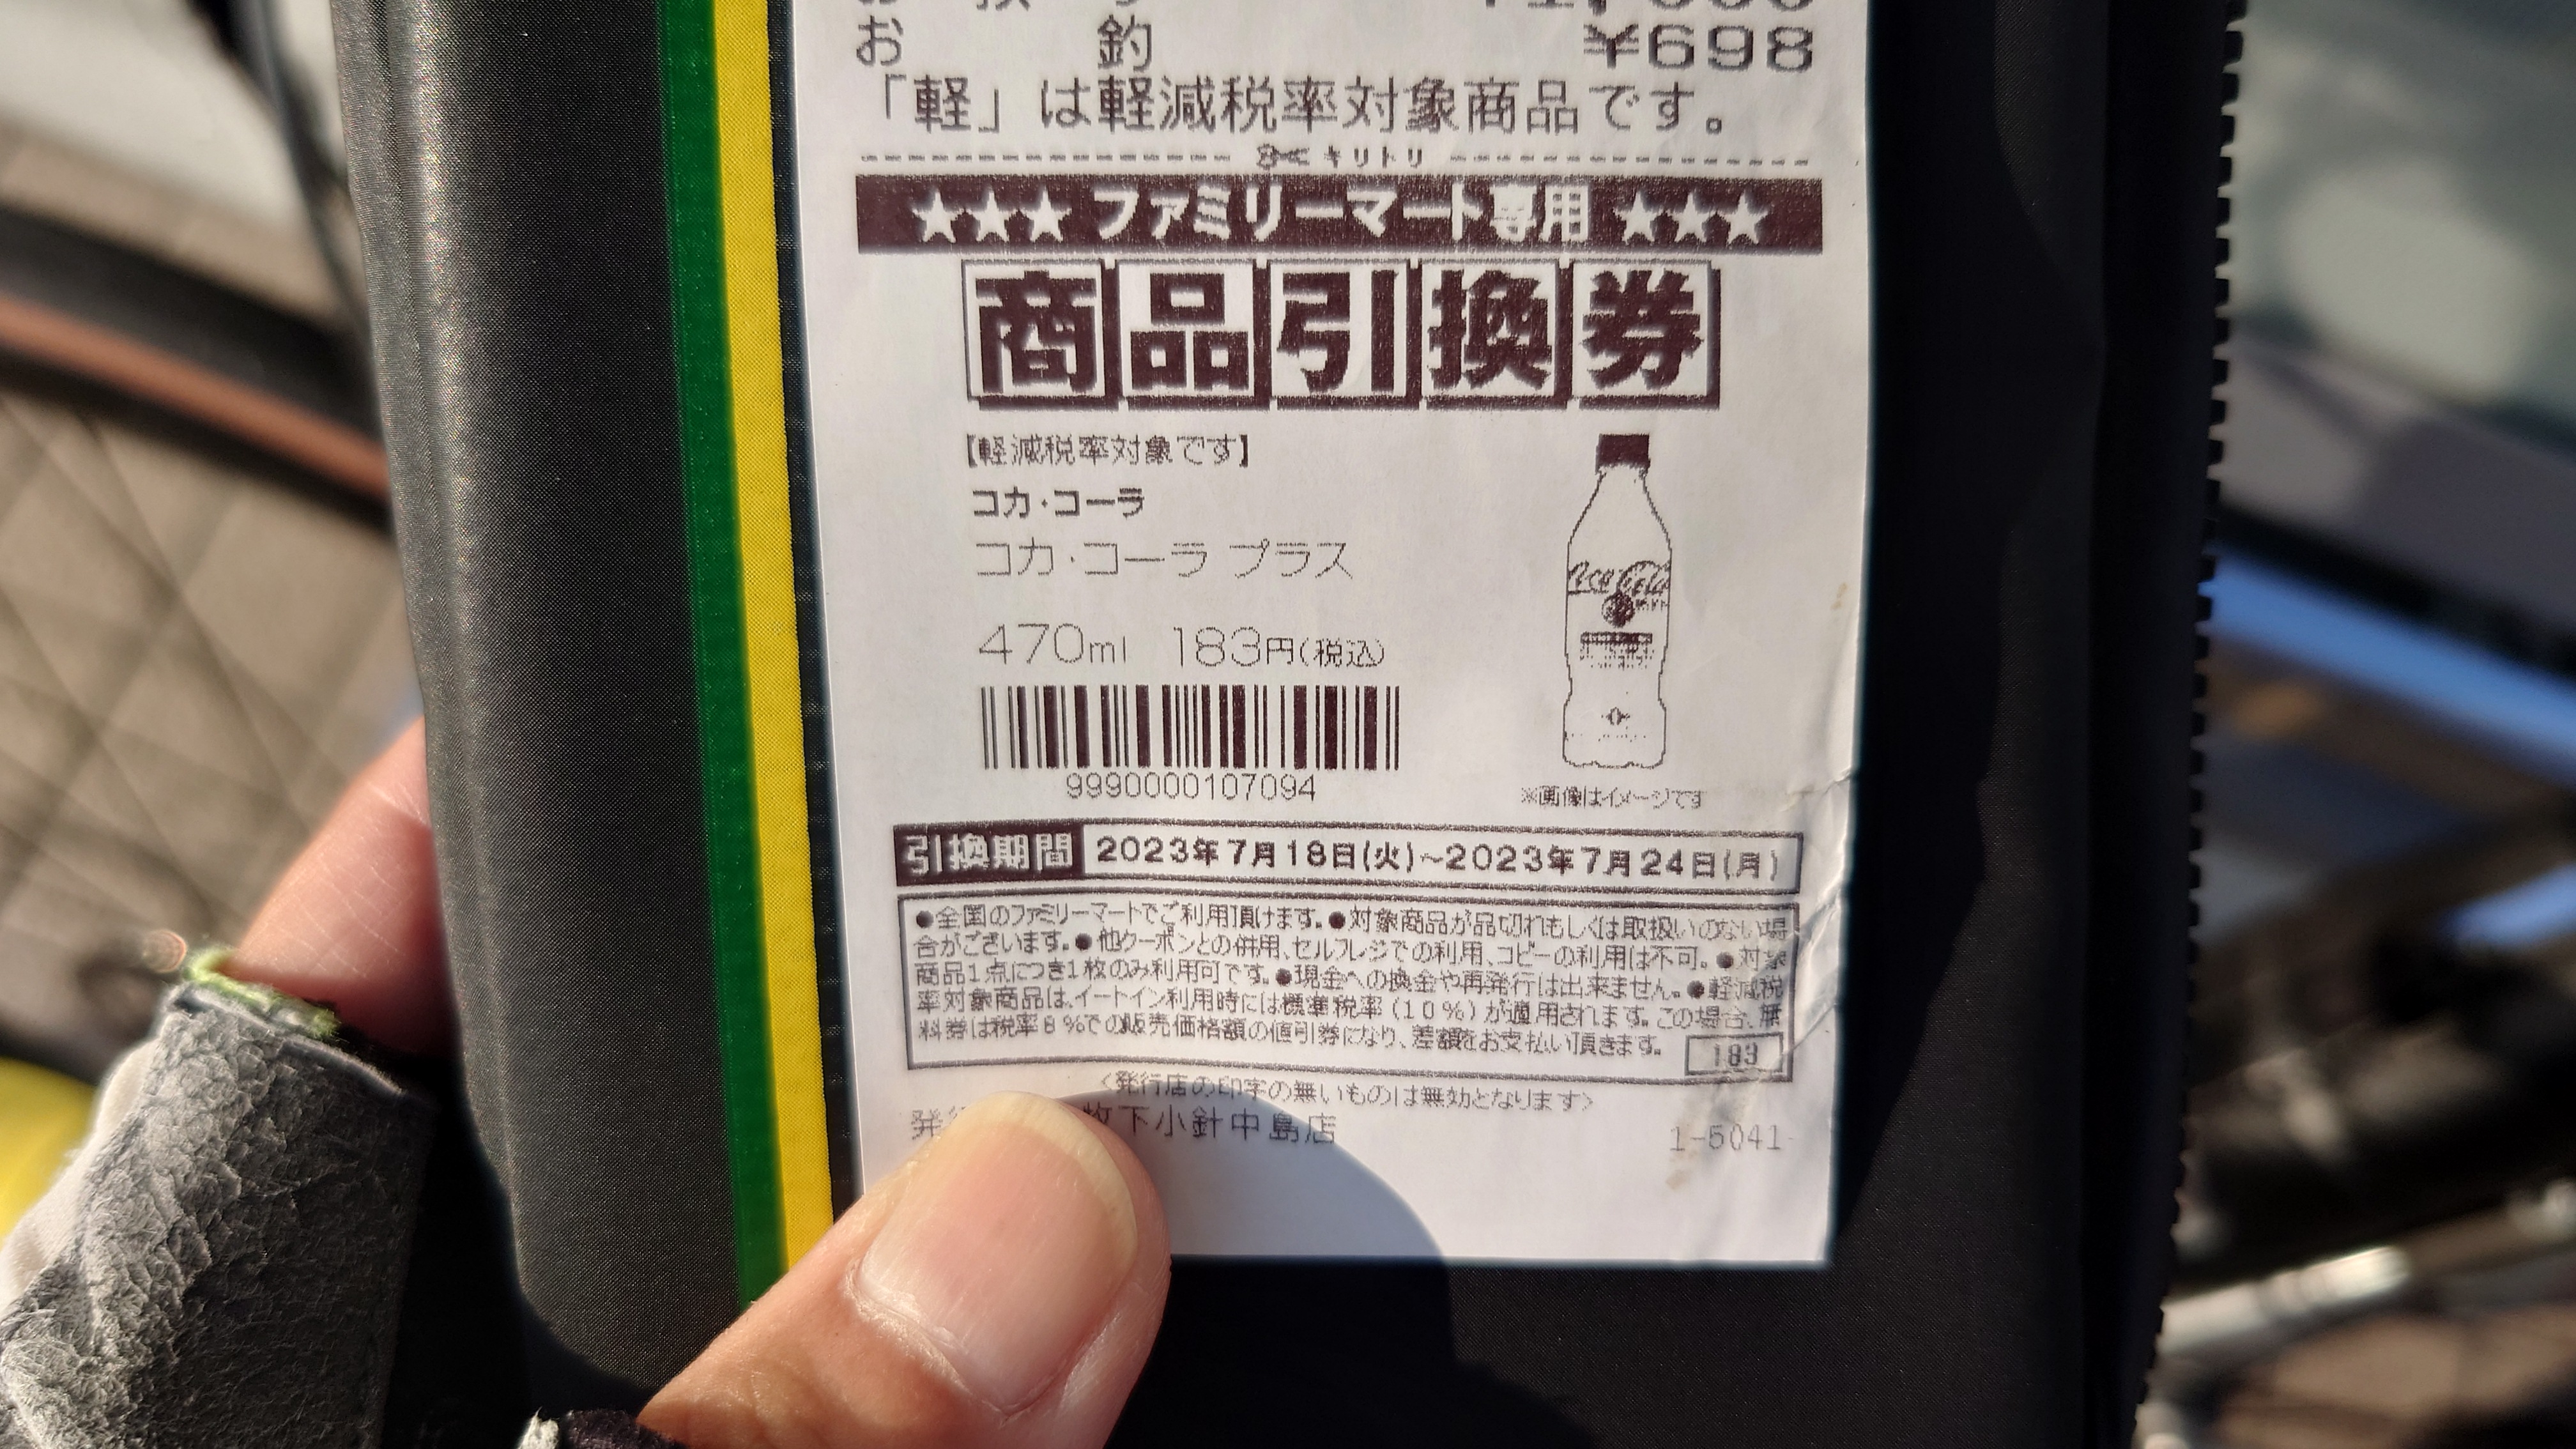 お 釣 ¥698
「軽」は軽減税率対象商品です。
キリトリ
★★★ファミリーマート専用★★★
商品引換券
【軽減税率対象です】
コカ・コーラ
コカ・コーラ プラス
470ml 183円(税込)
9990000107094
Coca-Cola
※画像はイメージです
引換期間 2023年7月18日(火)~2023年7月24日(月)
●全国のファミリーマートでご利用頂けます。●対象商品が品切れもしくは取扱いのない場
合がございます。●他クーポンとの併用、セルフレジでの利用、コピーの利用は不可。●対象
商品1点につき1枚のみ利用可です。●現金への換金や再発行は出来ません。●軽減税
率対象商品は、イートイン利用時には標準税率(10%)が適用されます。この場合、無
料券は税率8%での販売価格額の値引券になり、差額をお支払い頂きます。
183
<発行店の印字の無いものは無効となります>
発 牧下小針中島店 1-5041